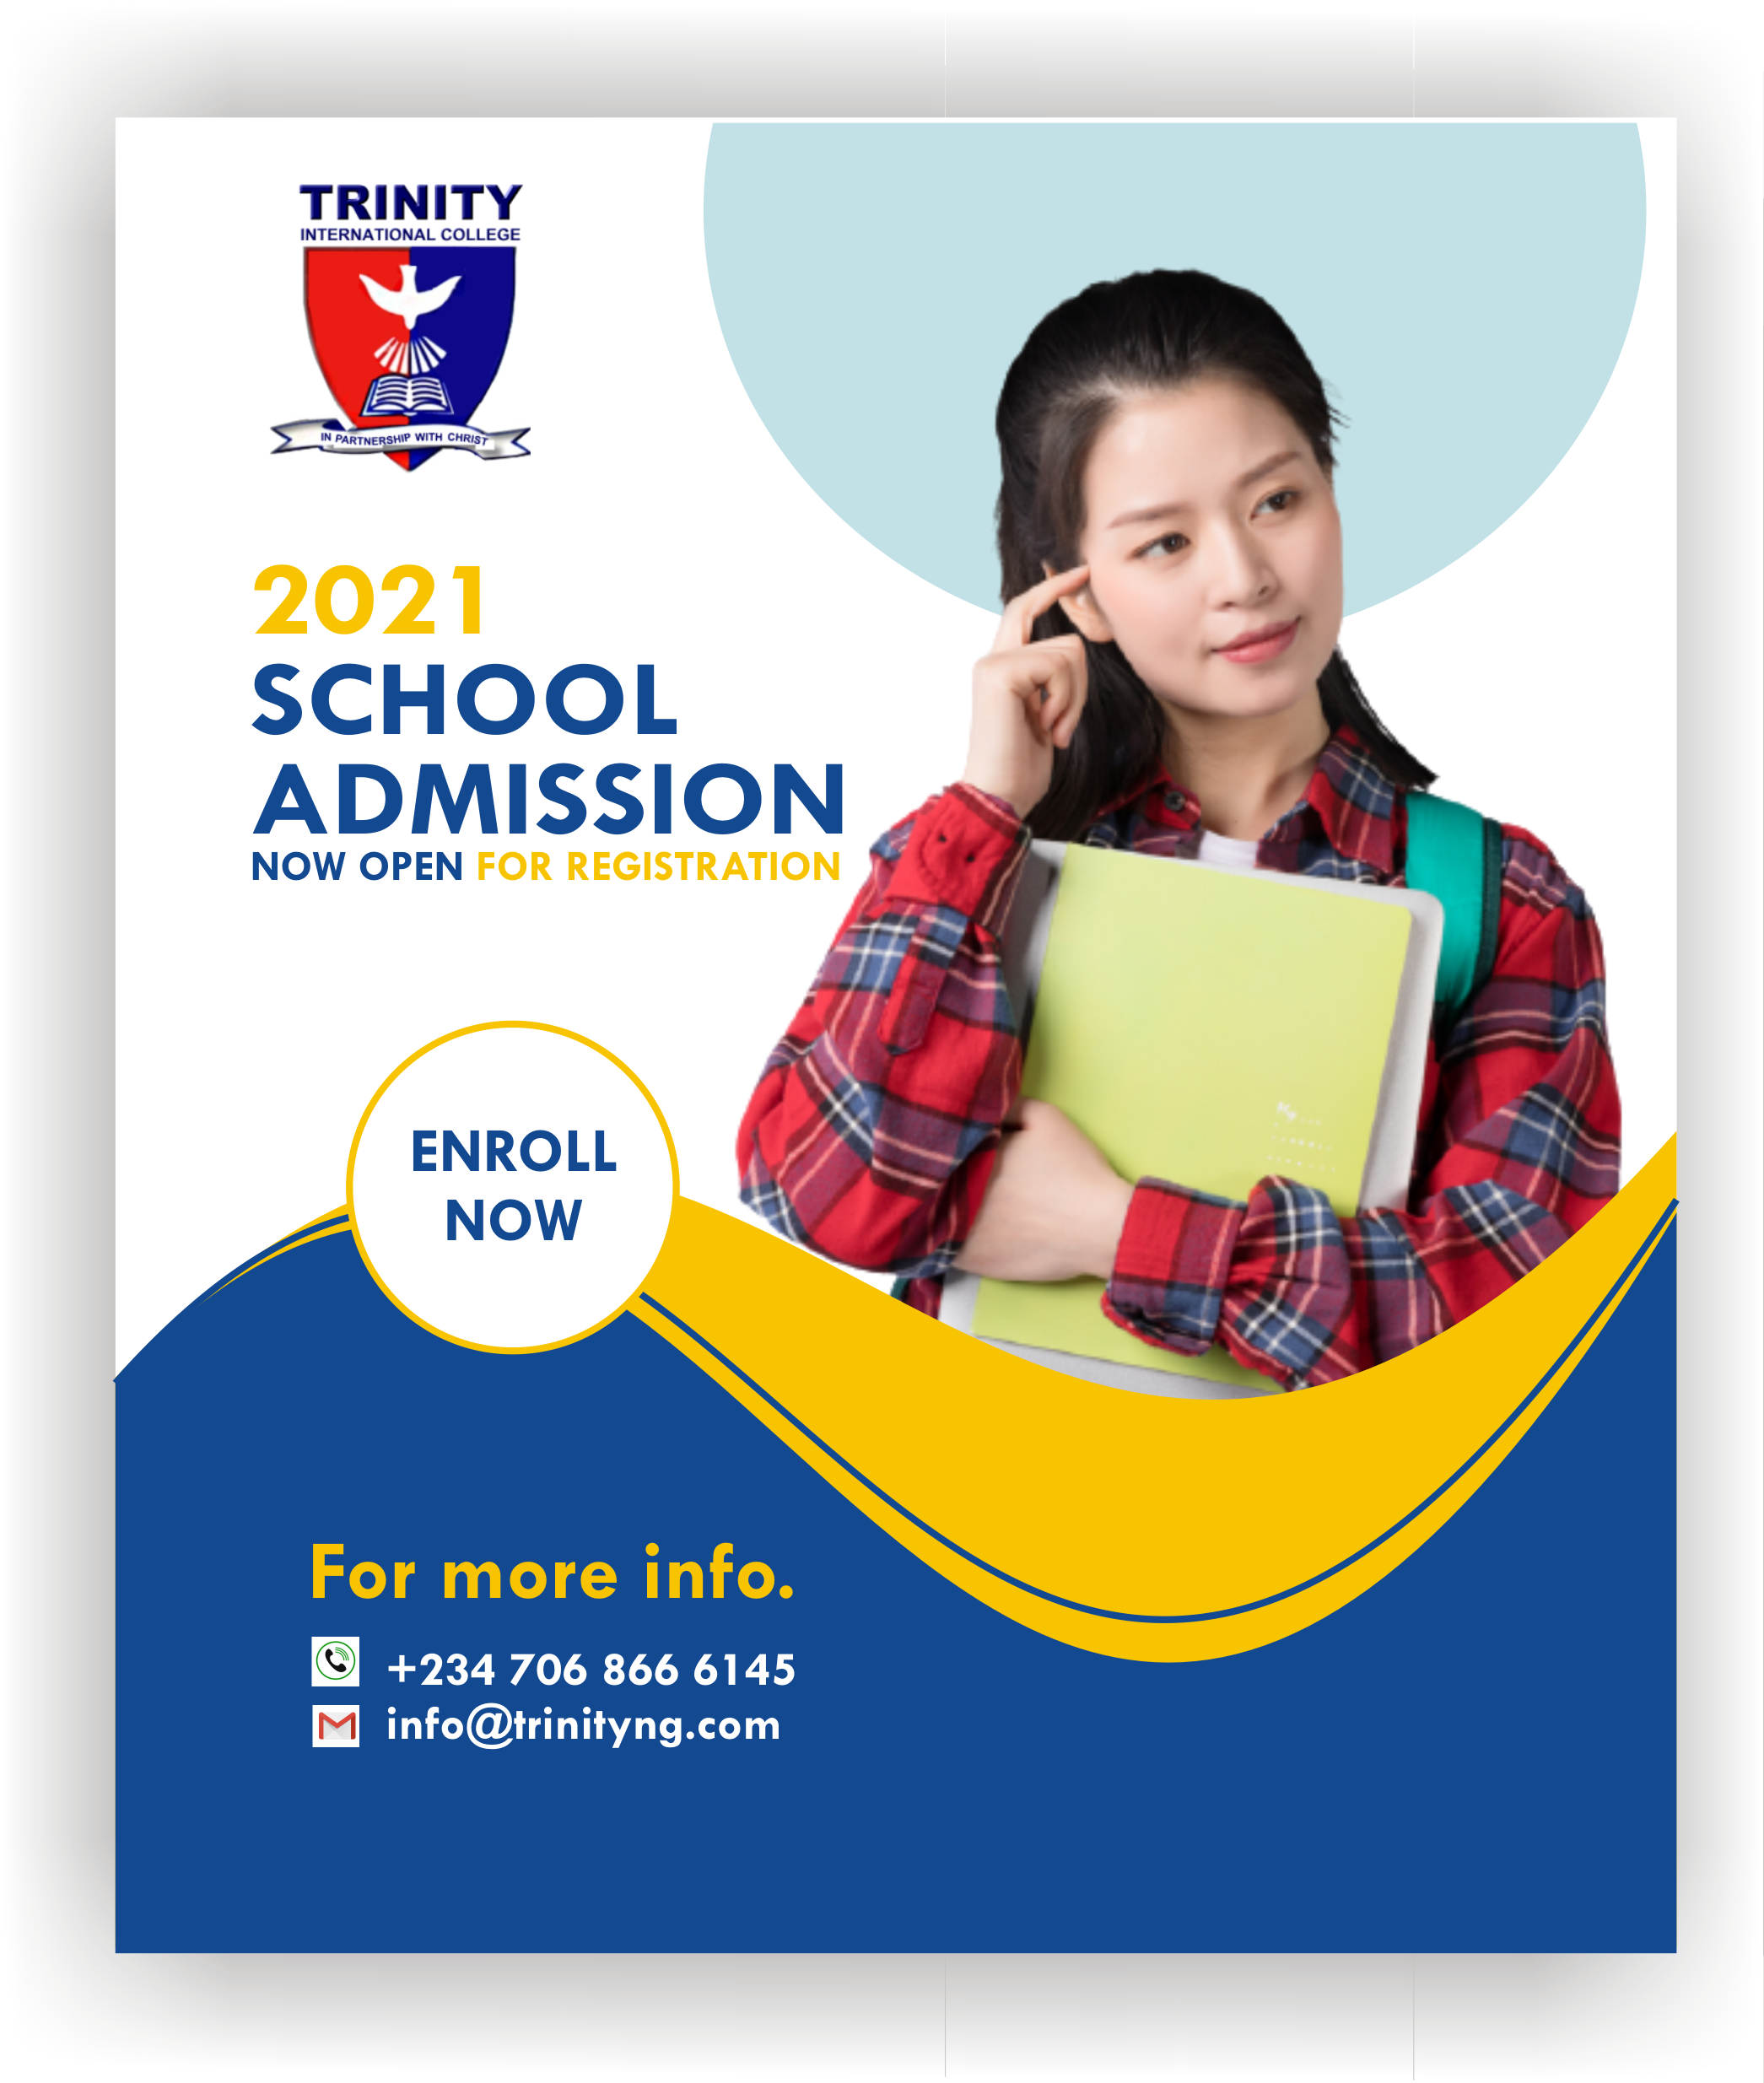 TRINITY
INTERNATIONAL COLLEGE
IN PARTNERSHIP WITH CHRIST
2021
SCHOOL
ADMISSION
NOW OPEN FOR REGISTRATION
ENROLL
NOW
My
For more info.
+234 706 866 6145
info@trinityng.com